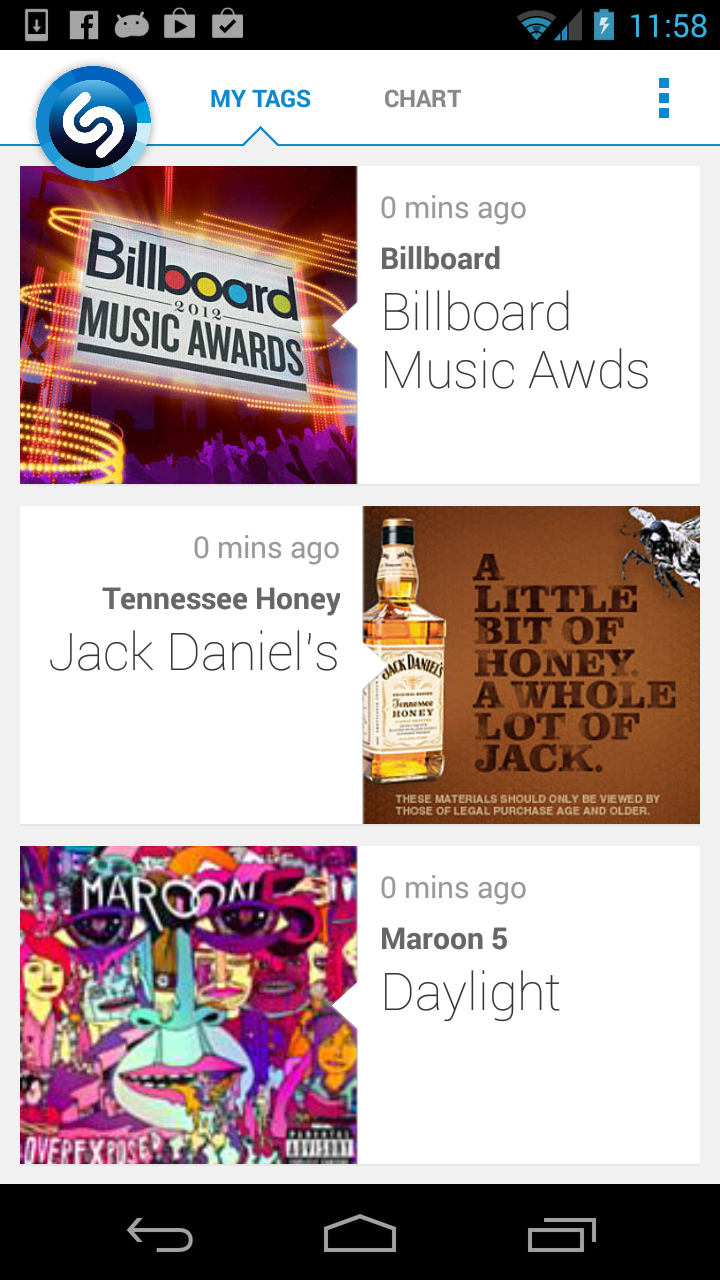 11:58
MY TAGS
CHART
Billboard
2012
MUSIC AWARDS
0 mins ago
Billboard
Billboard
Music Awds
0 mins ago
Tennessee Honey
Jack Daniel's
JACK DANIEL'S
Tennessee
HONEY
A
LITTLE
BIT OF
HONEY.
A WHOLE
LOT OF
JACK.
THESE MATERIALS SHOULD ONLY BE VIEWED BY
THOSE OF LEGAL PURCHASE AGE AND OLDER.
MAROON 5
OVEREXPOSED
PARENTAL
ADVISORY
0 mins ago
Maroon 5
Daylight